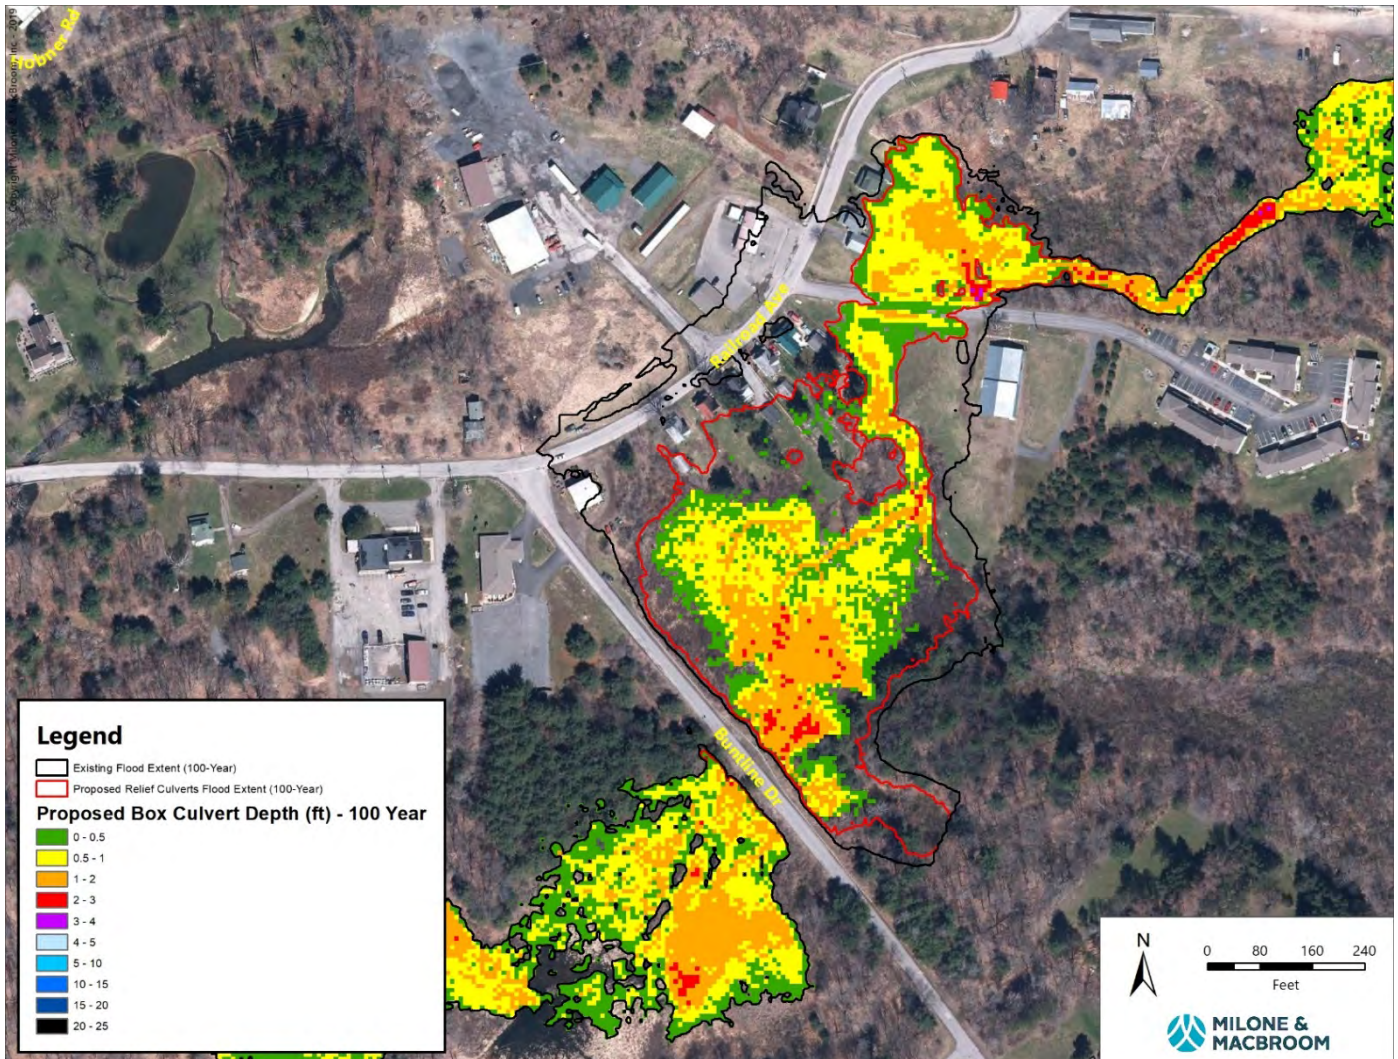 Hobner Rd
Railroad Ave
Buntline Dr
Legend
Existing Flood Extent (100-Year)
Proposed Relief Culverts Flood Extent (100-Year)
Proposed Box Culvert Depth (ft) - 100 Year
0 - 0.5
0.5 - 1
1 - 2
2 - 3
3 - 4
4 - 5
5 - 10
10 - 15
15 - 20
20 - 25
N
0 80 160 240
Feet
MILONE &
MACBROOM